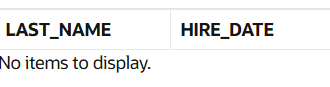 LAST_NAME HIRE_DATE
No items to display.